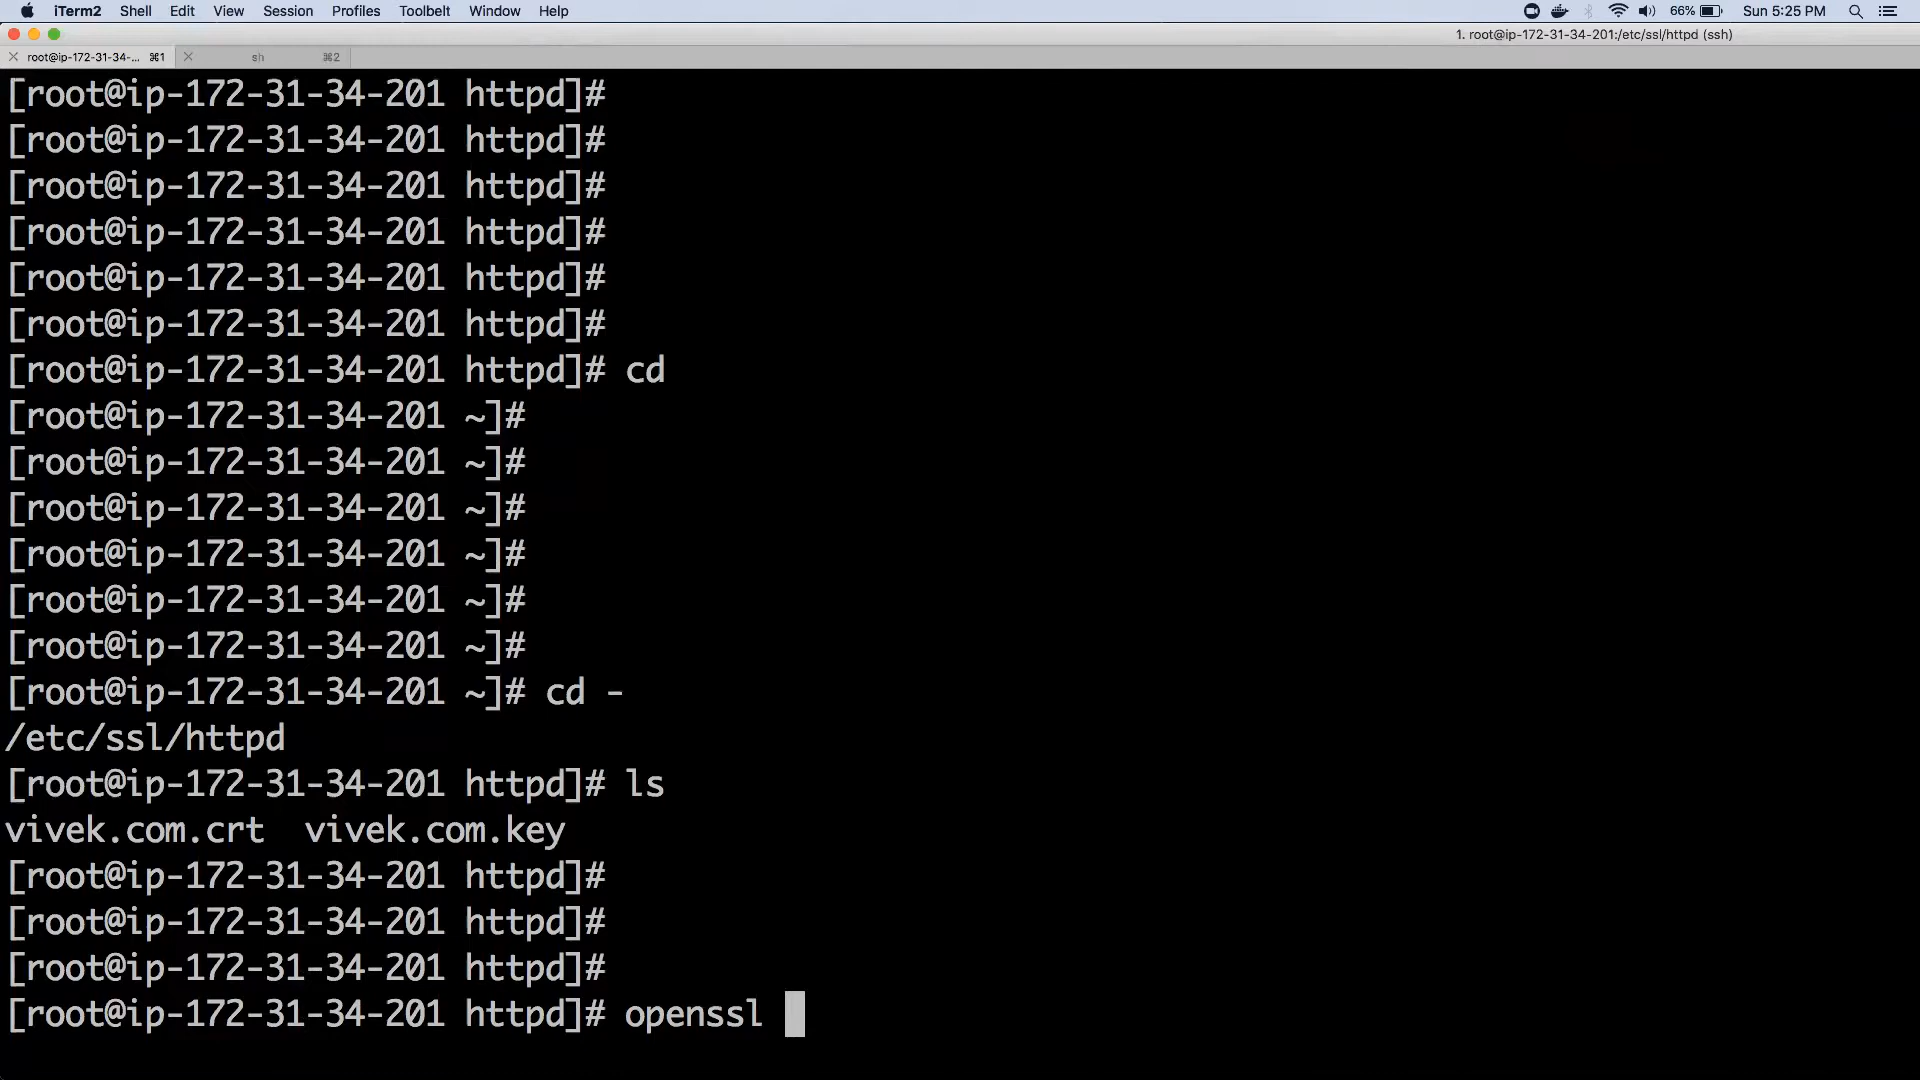 iTerm2 Shell Edit View Session Profiles Toolbelt Window Help 66% Sun 5:25 PM
1. root@ip-172-31-34-201:/etc/ssl/httpd (ssh)
root@ip-172-31-34-... ⌘1 sh ⌘2
[root@ip-172-31-34-201 httpd]#
[root@ip-172-31-34-201 httpd]#
[root@ip-172-31-34-201 httpd]#
[root@ip-172-31-34-201 httpd]#
[root@ip-172-31-34-201 httpd]#
[root@ip-172-31-34-201 httpd]#
[root@ip-172-31-34-201 httpd]# cd
[root@ip-172-31-34-201 ~]#
[root@ip-172-31-34-201 ~]#
[root@ip-172-31-34-201 ~]#
[root@ip-172-31-34-201 ~]#
[root@ip-172-31-34-201 ~]#
[root@ip-172-31-34-201 ~]#
[root@ip-172-31-34-201 ~]# cd -
/etc/ssl/httpd
[root@ip-172-31-34-201 httpd]# ls
vivek.com.crt  vivek.com.key
[root@ip-172-31-34-201 httpd]#
[root@ip-172-31-34-201 httpd]#
[root@ip-172-31-34-201 httpd]#
[root@ip-172-31-34-201 httpd]# openssl